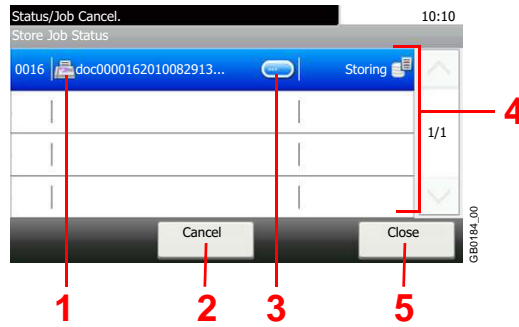 Status/Job Cancel. 10:10
Store Job Status
0016 doc0000162010082913... Storing
4
1/1
Cancel Close
GB0184_00
1 2 3 5